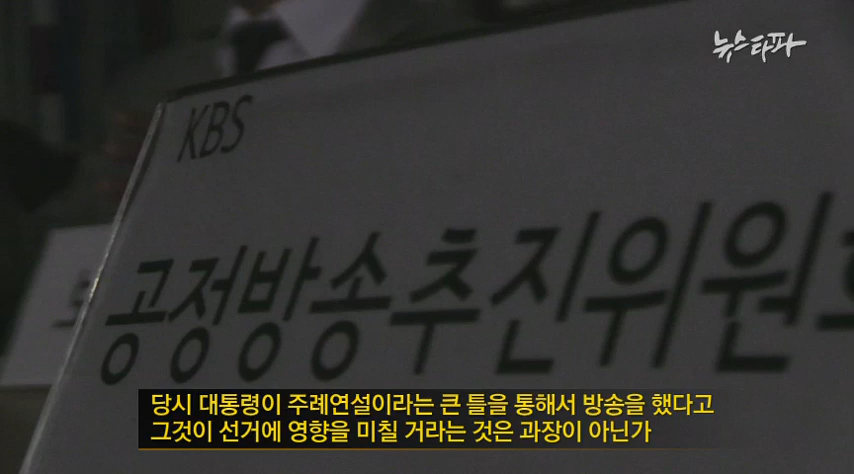 뉴스타파
KBS
공정방송추진위원회
당시 대통령이 주례연설이라는 큰 틀을 통해서 방송을 했다고
그것이 선거에 영향을 미칠 거라는 것은 과장이 아닌가